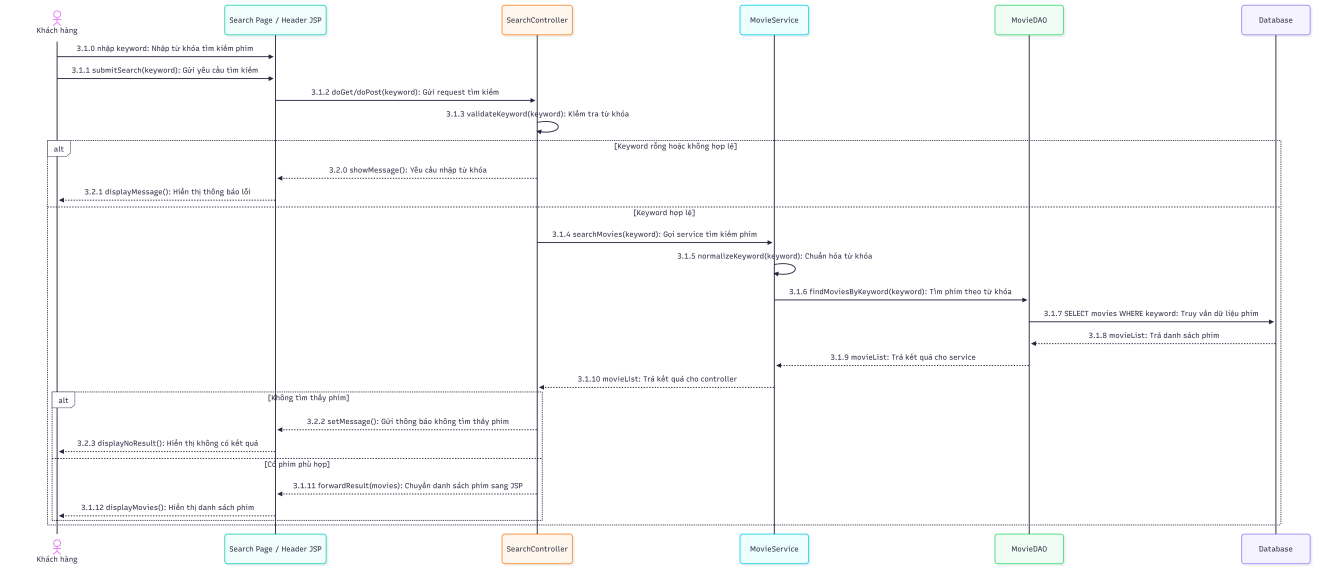 Khách hàng
Search Page / Header JSP
SearchController
MovieService
MovieDAO
Database
3.1.0 nhập keyword: Nhập từ khóa tìm kiếm phim
3.1.1 submitSearch(keyword): Gửi yêu cầu tìm kiếm
3.1.2 doGet/doPost(keyword): Gửi request tìm kiếm
3.1.3 validateKeyword(keyword): Kiểm tra từ khóa
alt
[Keyword rỗng hoặc không hợp lệ]
3.2.0 showMessage(): Yêu cầu nhập từ khóa
3.2.1 displayMessage(): Hiển thị thông báo lỗi
[Keyword hợp lệ]
3.1.4 searchMovies(keyword): Gọi service tìm kiếm phim
3.1.5 normalizeKeyword(keyword): Chuẩn hóa từ khóa
3.1.6 findMoviesByKeyword(keyword): Tìm phim theo từ khóa
3.1.7 SELECT movies WHERE keyword: Truy vấn dữ liệu phim
3.1.8 movieList: Trả danh sách phim
3.1.9 movieList: Trả kết quả cho service
3.1.10 movieList: Trả kết quả cho controller
alt
[Không tìm thấy phim]
3.2.2 setMessage(): Gửi thông báo không tìm thấy phim
3.2.3 displayNoResult(): Hiển thị không có kết quả
[Có phim phù hợp]
3.1.11 forwardResult(movies): Chuyển danh sách phim sang JSP
3.1.12 displayMovies(): Hiển thị danh sách phim
Khách hàng
Search Page / Header JSP
SearchController
MovieService
MovieDAO
Database